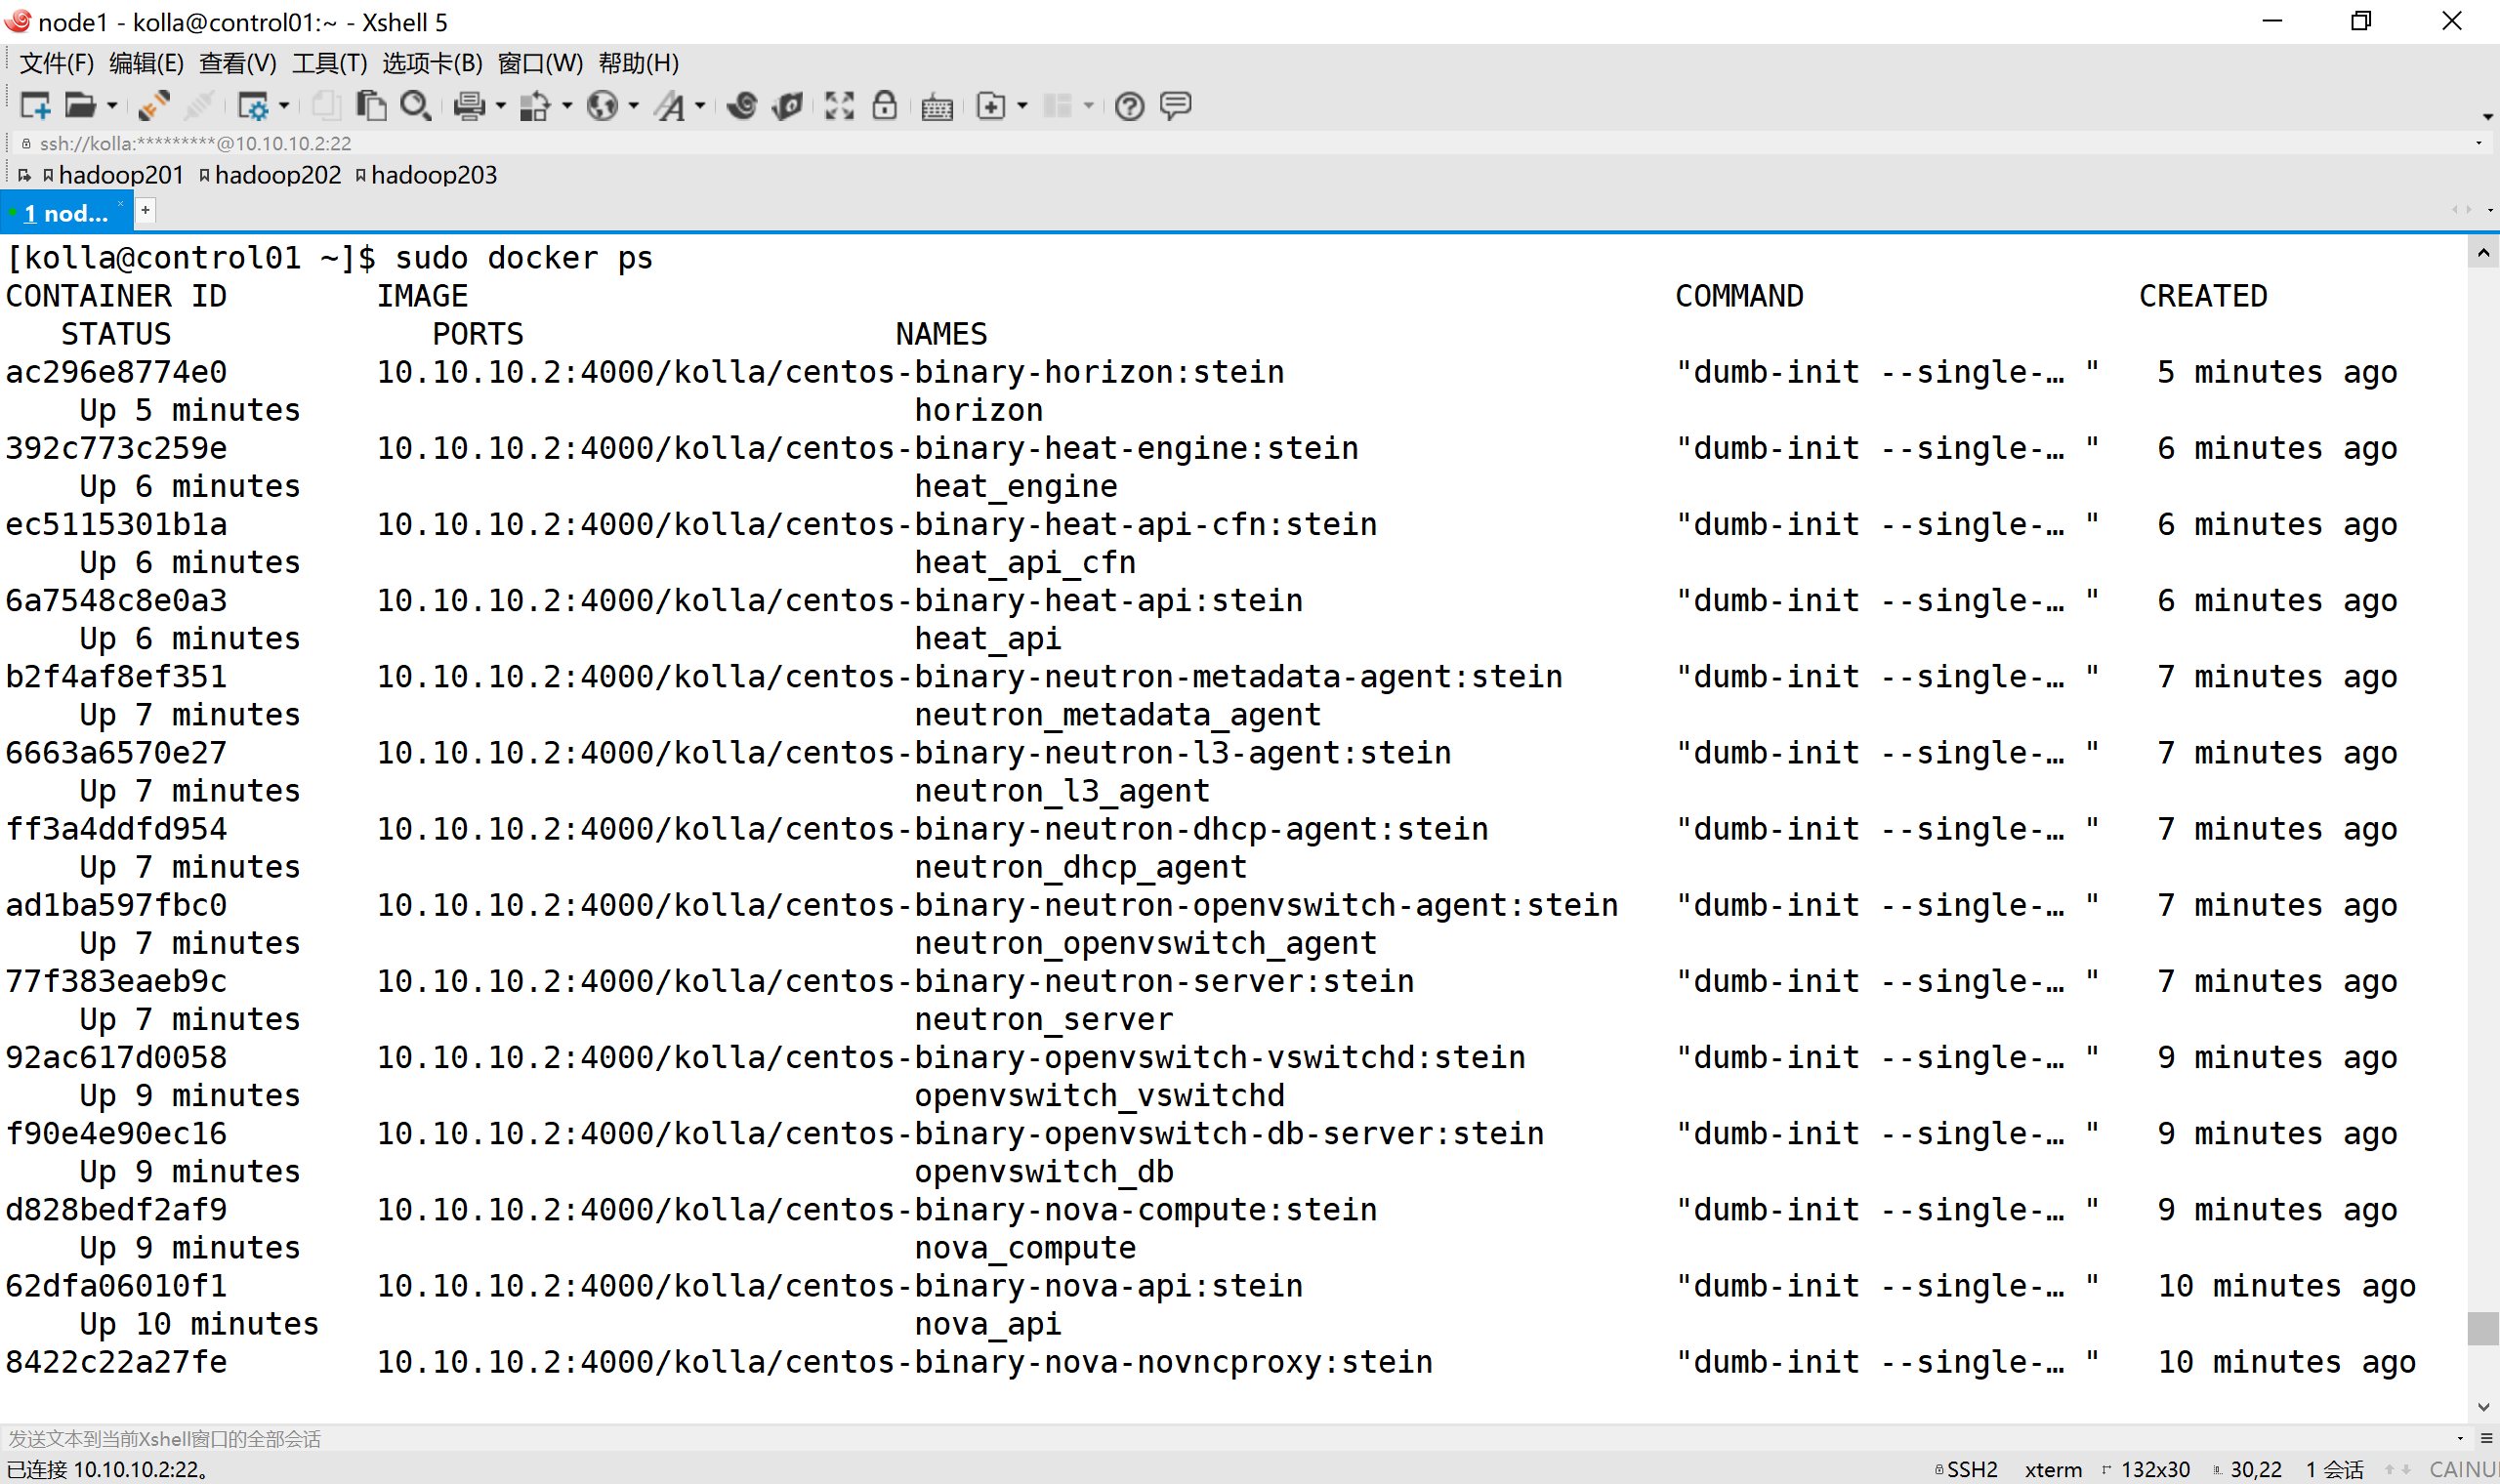 node1 - kolla@control01:~ - Xshell 5
文件(F) 编辑(E) 查看(V) 工具(T) 选项卡(B) 窗口(W) 帮助(H)
ssh://kolla:*********@10.10.10.2:22
hadoop201 hadoop202 hadoop203
1 nod... +
[kolla@control01 ~]$ sudo docker ps
CONTAINER ID IMAGE COMMAND CREATED
STATUS PORTS NAMES
ac296e8774e0 10.10.10.2:4000/kolla/centos-binary-horizon:stein "dumb-init --single-… " 5 minutes ago
Up 5 minutes horizon
392c773c259e 10.10.10.2:4000/kolla/centos-binary-heat-engine:stein "dumb-init --single-… " 6 minutes ago
Up 6 minutes heat_engine
ec5115301b1a 10.10.10.2:4000/kolla/centos-binary-heat-api-cfn:stein "dumb-init --single-… " 6 minutes ago
Up 6 minutes heat_api_cfn
6a7548c8e0a3 10.10.10.2:4000/kolla/centos-binary-heat-api:stein "dumb-init --single-… " 6 minutes ago
Up 6 minutes heat_api
b2f4af8ef351 10.10.10.2:4000/kolla/centos-binary-neutron-metadata-agent:stein "dumb-init --single-… " 7 minutes ago
Up 7 minutes neutron_metadata_agent
6663a6570e27 10.10.10.2:4000/kolla/centos-binary-neutron-l3-agent:stein "dumb-init --single-… " 7 minutes ago
Up 7 minutes neutron_l3_agent
ff3a4ddfd954 10.10.10.2:4000/kolla/centos-binary-neutron-dhcp-agent:stein "dumb-init --single-… " 7 minutes ago
Up 7 minutes neutron_dhcp_agent
ad1ba597fbc0 10.10.10.2:4000/kolla/centos-binary-neutron-openvswitch-agent:stein "dumb-init --single-… " 7 minutes ago
Up 7 minutes neutron_openvswitch_agent
77f383eaeb9c 10.10.10.2:4000/kolla/centos-binary-neutron-server:stein "dumb-init --single-… " 7 minutes ago
Up 7 minutes neutron_server
92ac617d0058 10.10.10.2:4000/kolla/centos-binary-openvswitch-vswitchd:stein "dumb-init --single-… " 9 minutes ago
Up 9 minutes openvswitch_vswitchd
f90e4e90ec16 10.10.10.2:4000/kolla/centos-binary-openvswitch-db-server:stein "dumb-init --single-… " 9 minutes ago
Up 9 minutes openvswitch_db
d828bedf2af9 10.10.10.2:4000/kolla/centos-binary-nova-compute:stein "dumb-init --single-… " 9 minutes ago
Up 9 minutes nova_compute
62dfa06010f1 10.10.10.2:4000/kolla/centos-binary-nova-api:stein "dumb-init --single-… " 10 minutes ago
Up 10 minutes nova_api
8422c22a27fe 10.10.10.2:4000/kolla/centos-binary-nova-novncproxy:stein "dumb-init --single-… " 10 minutes ago
发送文本到当前Xshell窗口的全部会话
已连接 10.10.10.2:22。 SSH2 xterm 132x30 30,22 1 会话